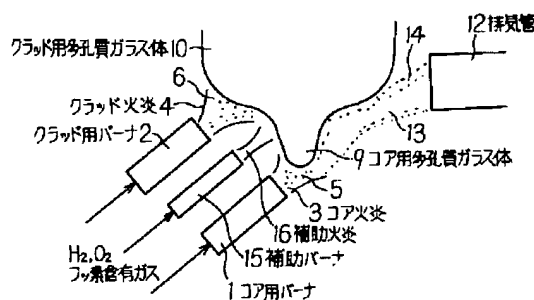 クラッド用多孔質ガラス体10
6
クラッド火炎4
クラッド用バーナ2
14
12排気管
13
9コア用多孔質ガラス体
5
3コア火炎
16補助火炎
H2,O2
フッ素含有ガス
15補助バーナ
1コア用バーナ